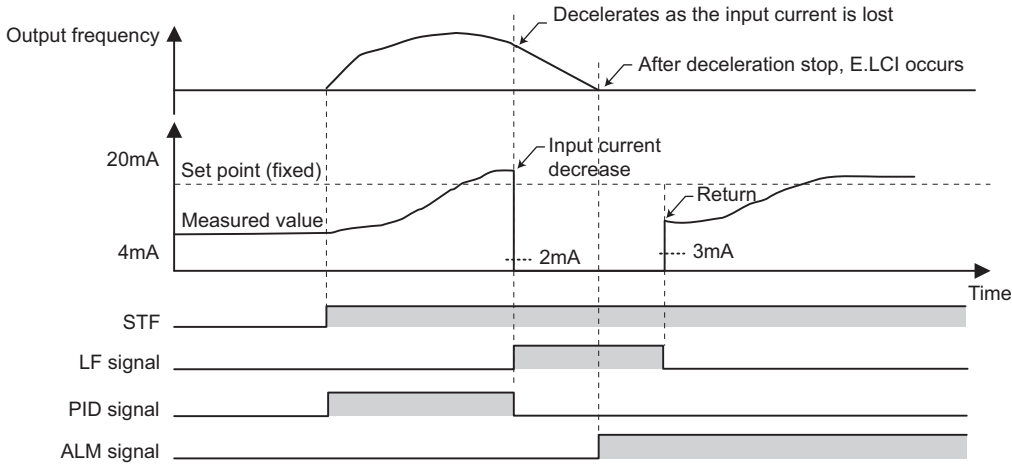 Decelerates as the input current is lost
Output frequency
After deceleration stop, E.LCI occurs
20mA
Input current
decrease
Set point (fixed)
Return
Measured value
4mA
2mA
3mA
Time
STF
LF signal
PID signal
ALM signal